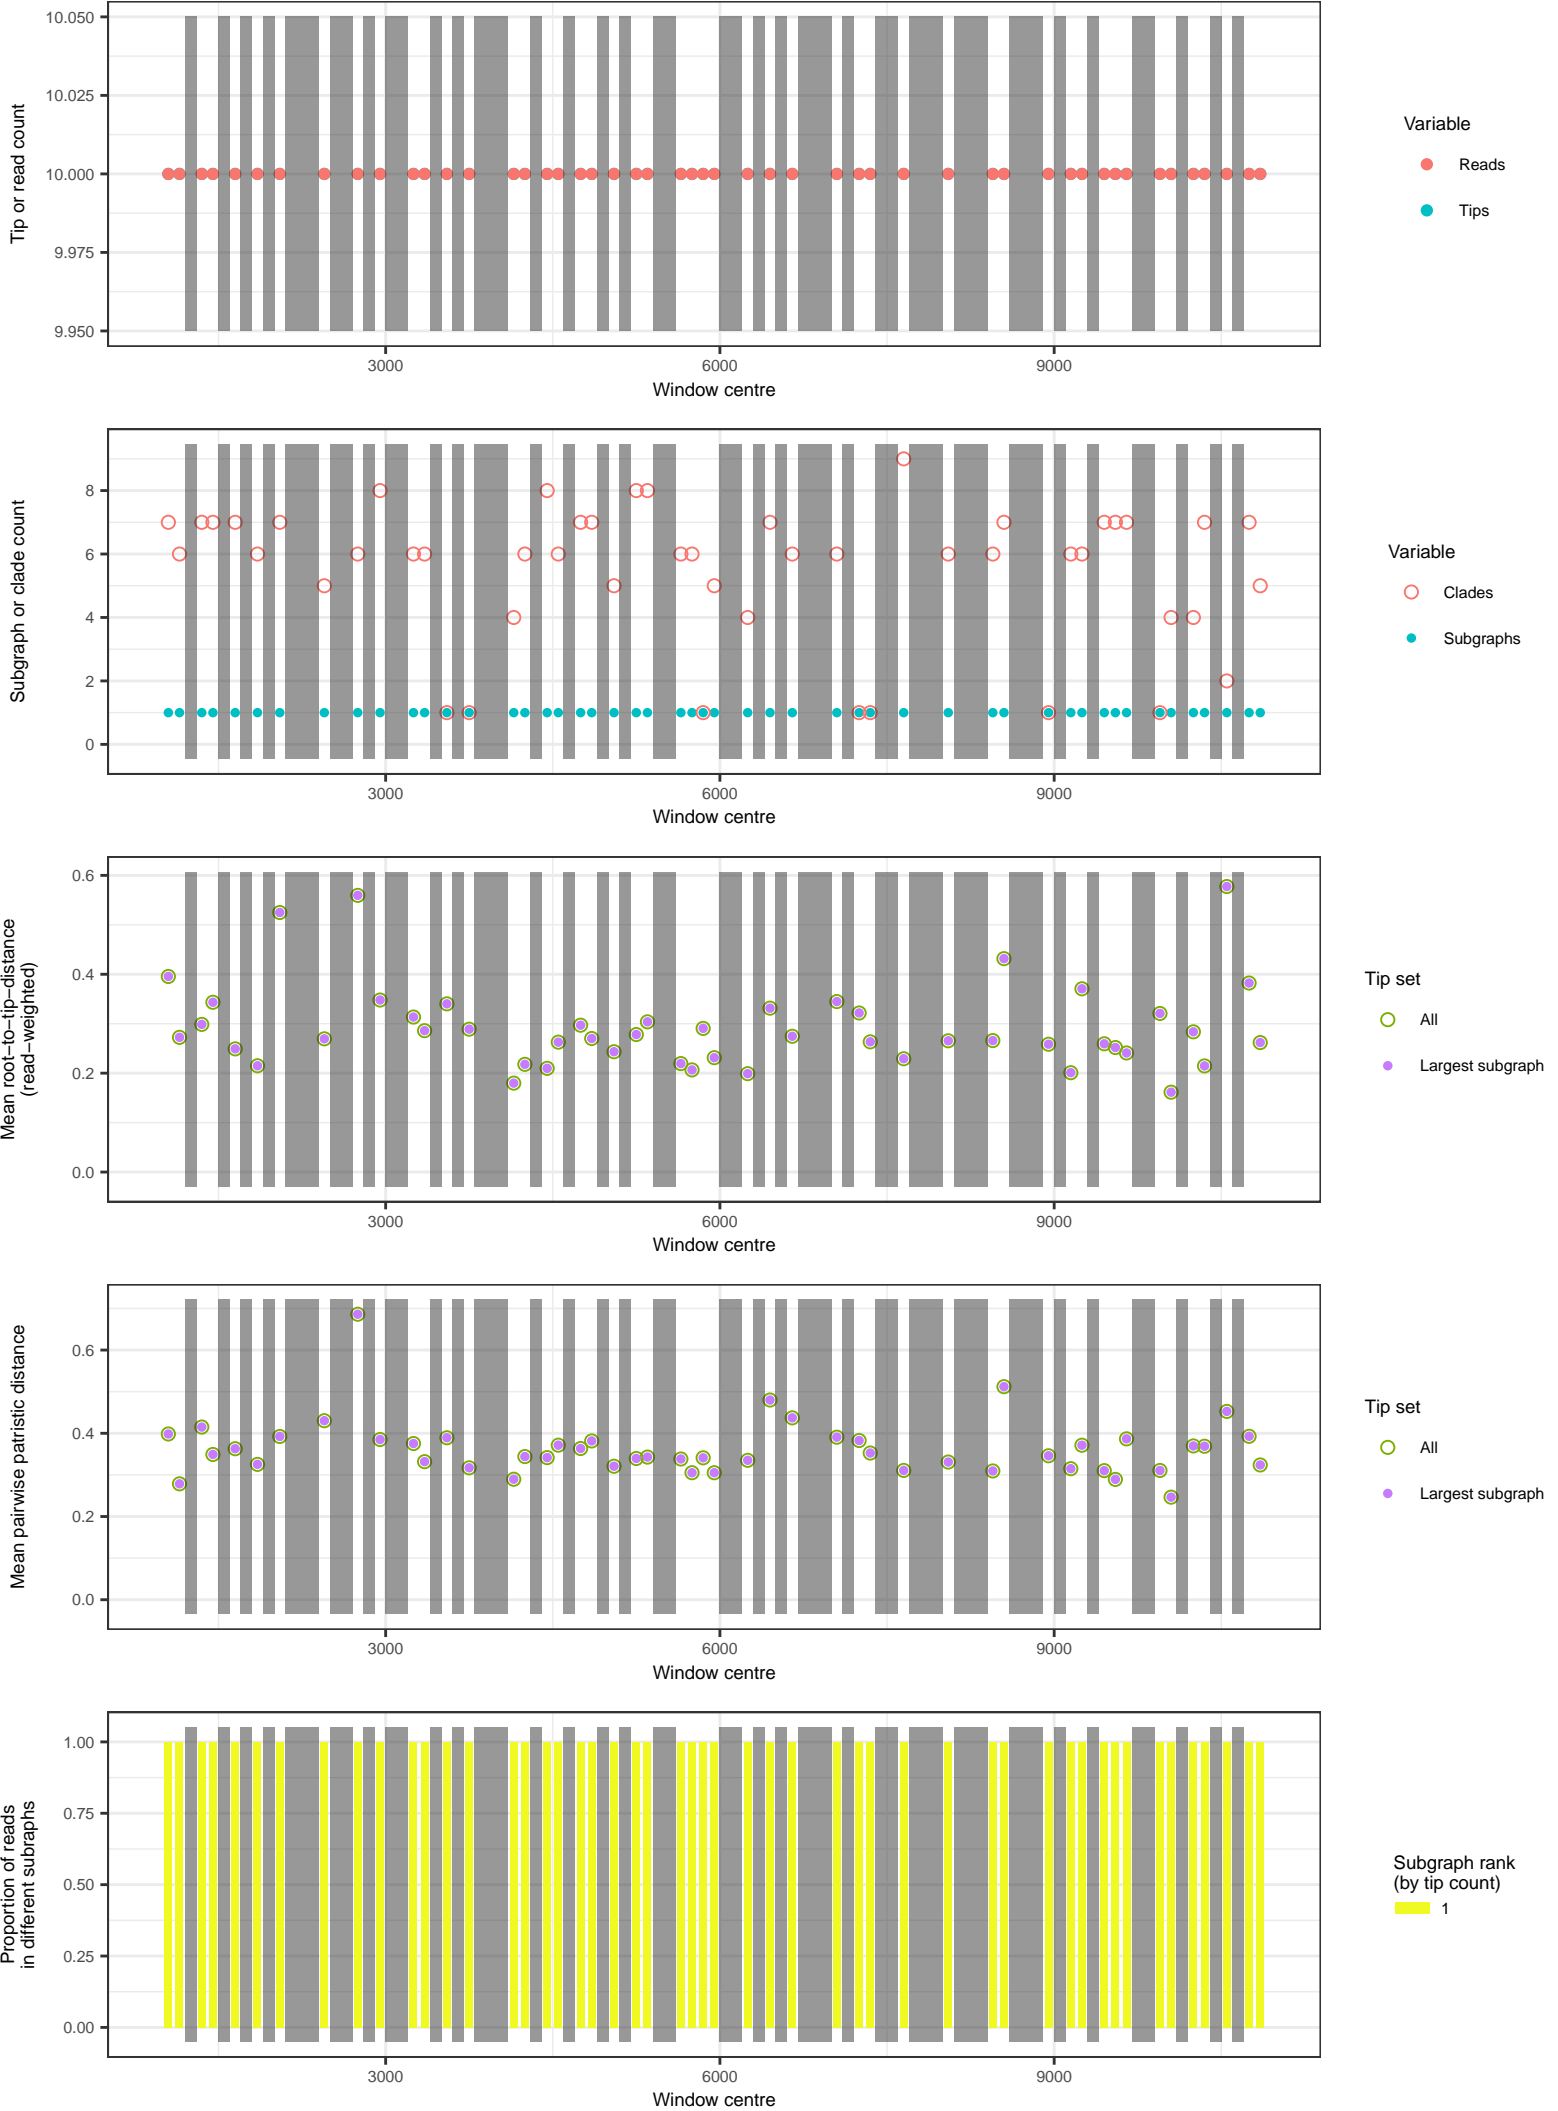 10.050
10.025
10.000
9.975
9.950
Tip or read count
3000
6000
9000
Window centre
Variable
Reads
Tips
8
6
4
2
0
Subgraph or clade count
3000
6000
9000
Window centre
Variable
Clades
Subgraphs
0.6
0.4
0.2
0.0
Mean root−to−tip−distance
(read−weighted)
3000
6000
9000
Window centre
Tip set
All
Largest subgraph
0.6
0.4
0.2
0.0
Mean pairwise patristic distance
3000
6000
9000
Window centre
Tip set
All
Largest subgraph
1.00
0.75
0.50
0.25
0.00
Proportion of reads
in different subraphs
3000
6000
9000
Window centre
Subgraph rank
(by tip count)
1